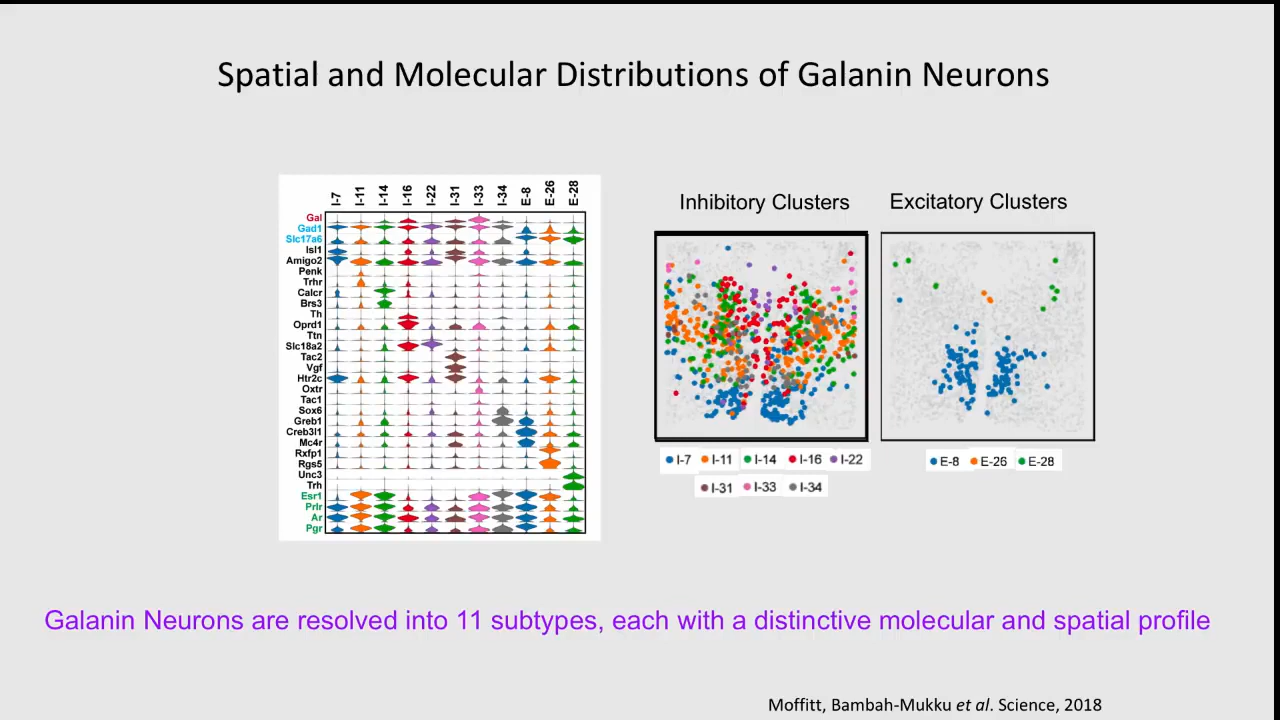 Spatial and Molecular Distributions of Galanin Neurons
I-7 I-11 I-14 I-16 I-22 I-31 I-33 I-34 E-8 E-26 E-28
Gal
Gad1
Slc17a6
Isl1
Amigo2
Penk
Trhr
Calcr
Brs3
Th
Oprd1
Ttn
Slc18a2
Tac2
Vgf
Htr2c
Oxtr
Tac1
Sox6
Greb1
Creb3l1
Mc4r
Rxfp1
Rgs5
Unc3
Trh
Esr1
Prlr
Ar
Pgr
Inhibitory Clusters
I-7 I-11 I-14 I-16 I-22
I-31 I-33 I-34
Excitatory Clusters
E-8 E-26 E-28
Galanin Neurons are resolved into 11 subtypes, each with a distinctive molecular and spatial profile
Moffitt, Bambah-Mukku et al. Science, 2018